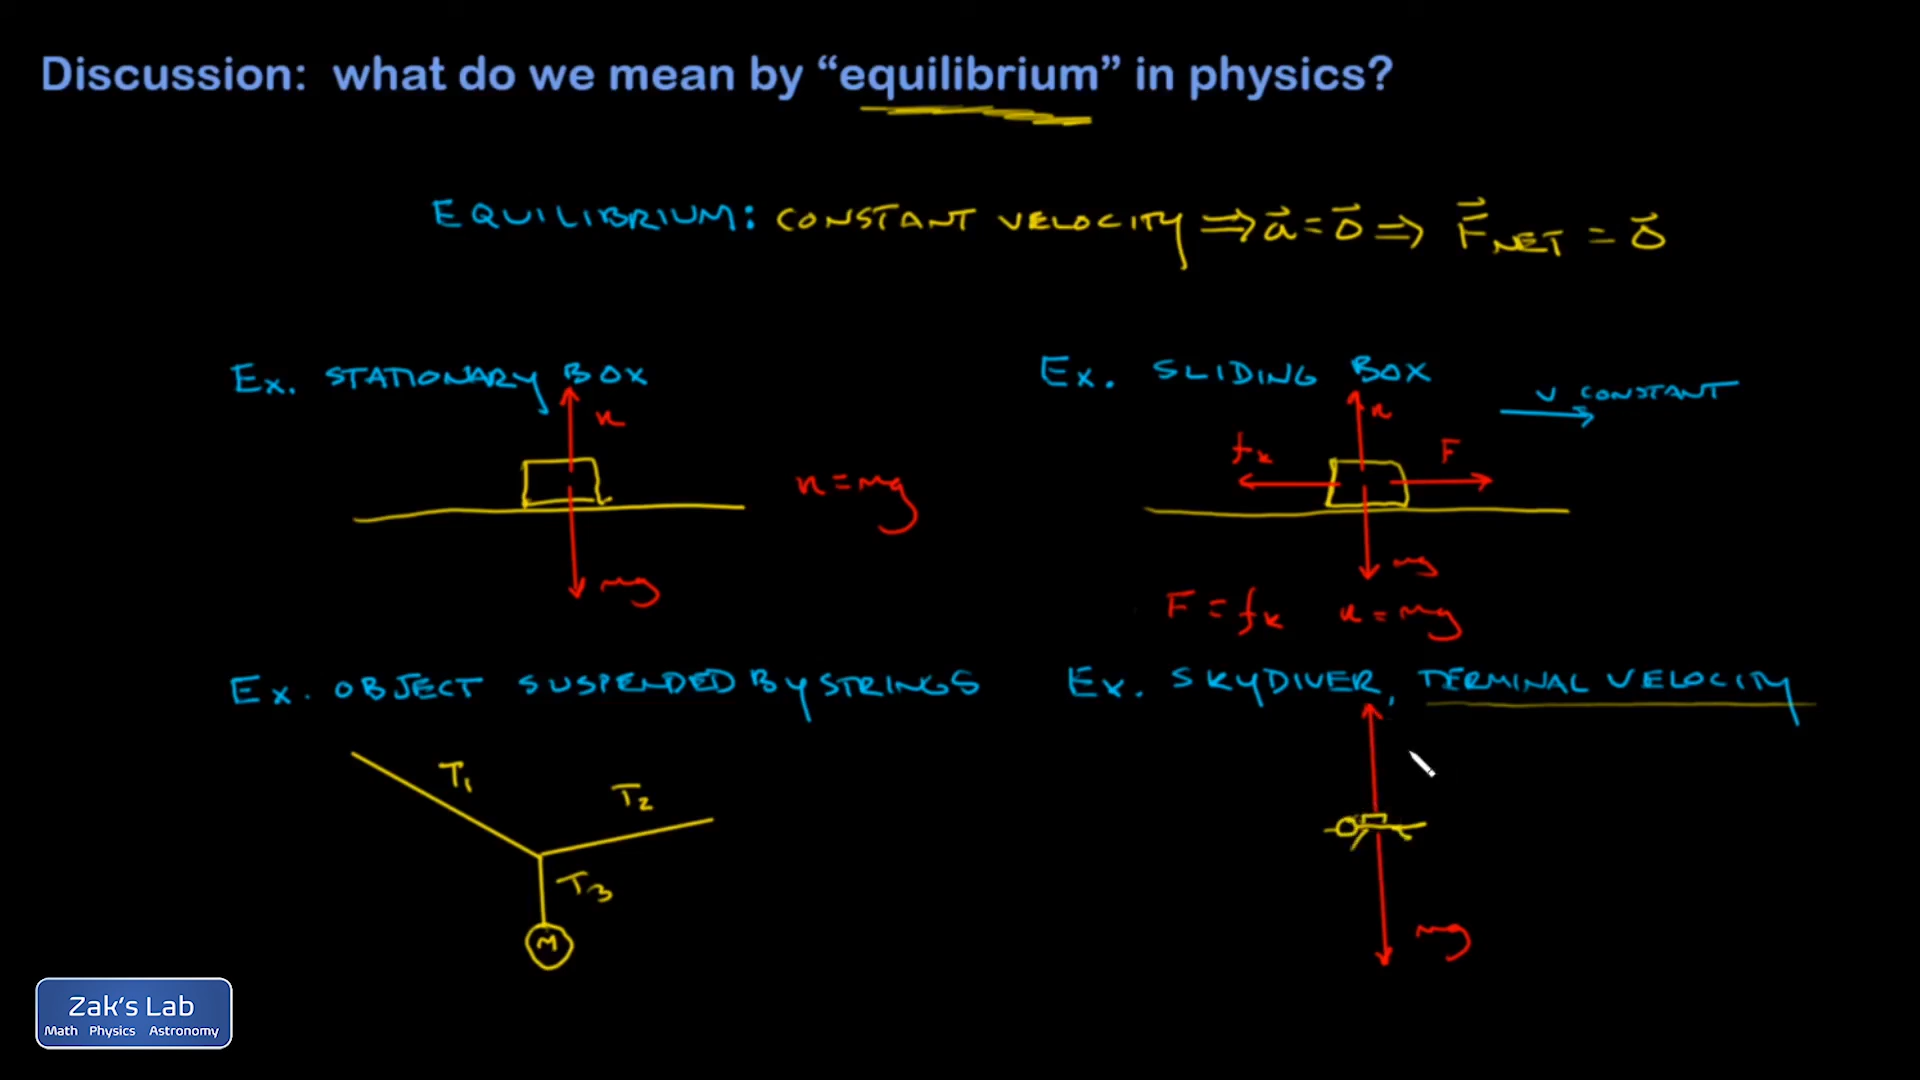 Discussion: what do we mean by “equilibrium” in physics?
EQUILIBRIUM: CONSTANT VELOCITY ⇒ a⃗ = 0⃗ ⇒ F⃗NET = 0⃗
Ex. STATIONARY BOX
n
n = mg
mg
Ex. SLIDING BOX
v CONSTANT
n
fk
F
mg
F = fk n = mg
Ex. OBJECT SUSPENDED BY STRINGS
T1
T2
T3
M
Ex. SKYDIVER, TERMINAL VELOCITY
mg
Zak's Lab
Math Physics Astronomy